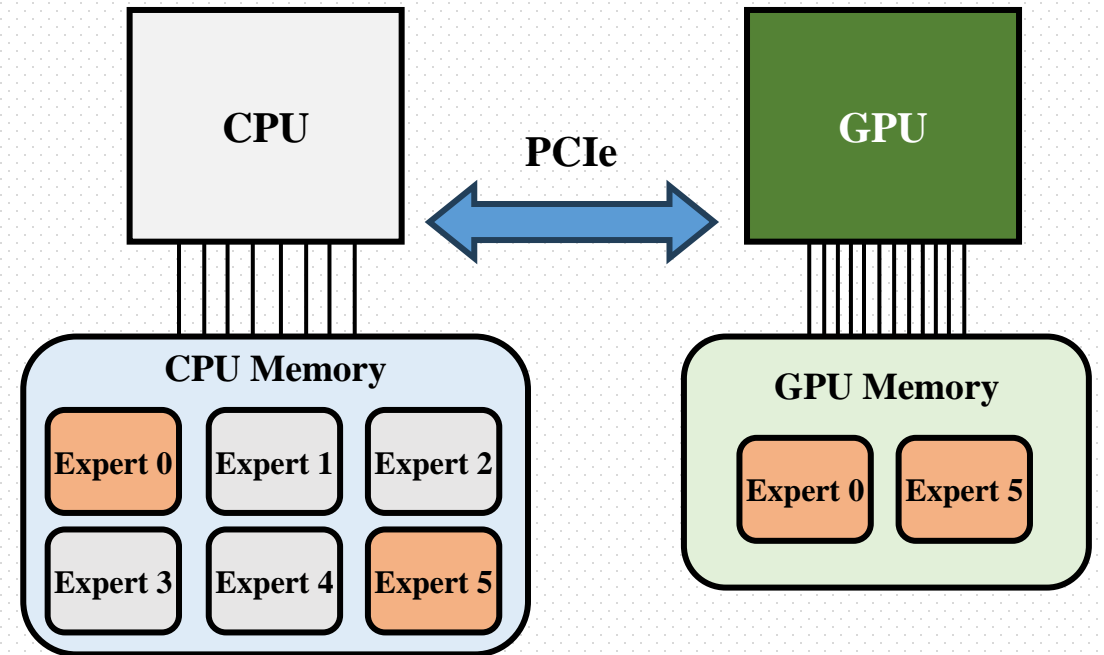 CPU
PCIe
GPU
CPU Memory
Expert 0
Expert 1
Expert 2
Expert 3
Expert 4
Expert 5
GPU Memory
Expert 0
Expert 5